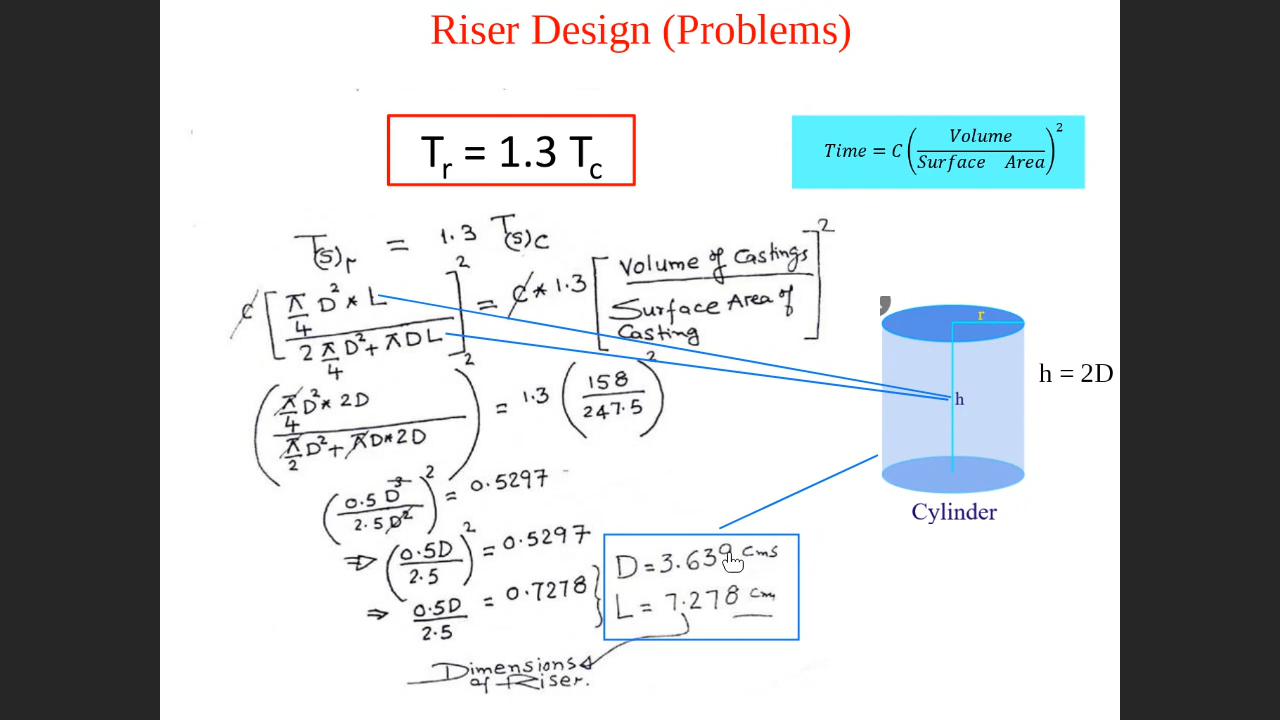 Riser Design (Problems)
Tr = 1.3 Tc
Time = C (Volume / Surface Area)²
T(s)r = 1.3 T(s)c
C [π/4 D² * L / 2 π/4 D² + π D L]² = C * 1.3 [Volume of Castings / Surface Area of Casting]²
(π/4 D² * 2D / π/2 D² + πD*2D)² = 1.3 (158 / 247.5)²
(0.5 D³ / 2.5 D²)² = 0.5297
⇒ (0.5D / 2.5)² = 0.5297
⇒ 0.5D / 2.5 = 0.7278
D = 3.639 cms
L = 7.278 cm
Dimensions
of Riser.
r
h
h = 2D
Cylinder